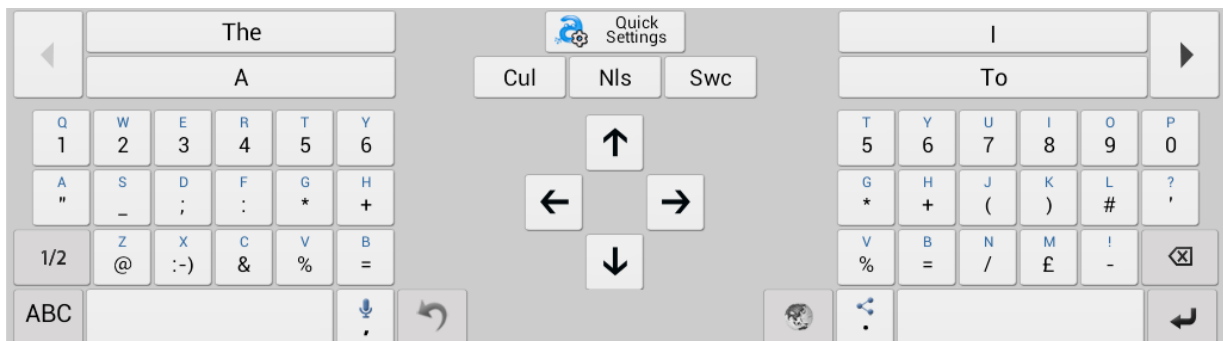 The
Quick
Settings
I
A
Cul Nls Swc
To
Q W E R T Y T Y U I O P
1 2 3 4 5 6 5 6 7 8 9 0
A S D F G H G H J K L ?
" _ ; : * + * + ( ) # '
Z X C V B V B N M !
1/2 @ :-) & % = % = / £ -
ABC , .